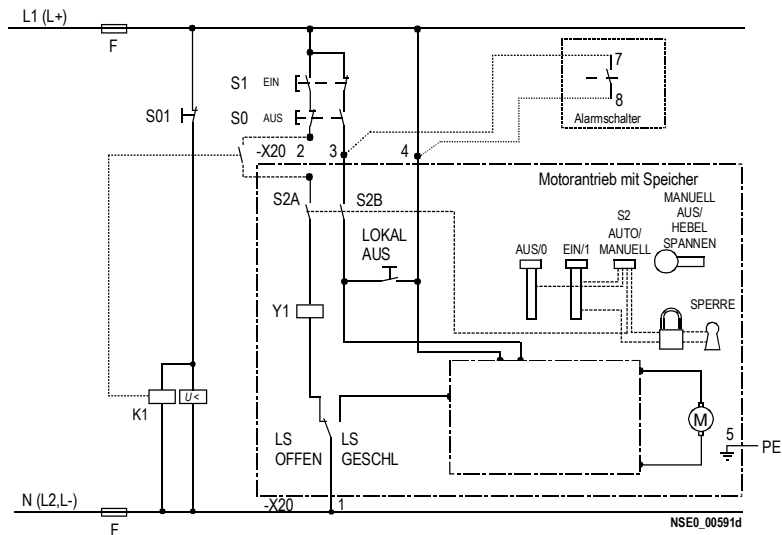 L1 (L+)
F
7
S1 EIN
8
S01
S0 AUS
Alarmschalter
-X20 2 3 4
Motorantrieb mit Speicher
S2A S2B
MANUELL
AUS/
HEBEL
SPANNEN
S2
AUTO/
MANUELL
LOKAL
AUS
AUS/0 EIN/1
SPERRE
Y1
U<
K1
M
LS
OFFEN
LS
GESCHL
5
PE
N (L2,L-)
-X20 1
F
NSE0_00591d